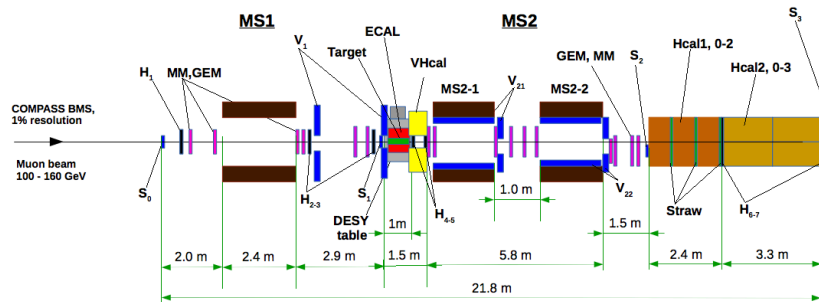 MS1
MS2
S3
ECAL
V1
Target
VHcal
S2
Hcal1, 0-2
GEM, MM
H1
MM,GEM
MS2-1
V21
MS2-2
Hcal2, 0-3
COMPASS BMS,
1% resolution
Muon beam
100 - 160 GeV
S0
H2-3
S1
DESY
table
H4-5
V22
Straw
H6-7
1m
1.0 m
1.5 m
2.0 m
2.4 m
2.9 m
1.5 m
5.8 m
2.4 m
3.3 m
21.8 m